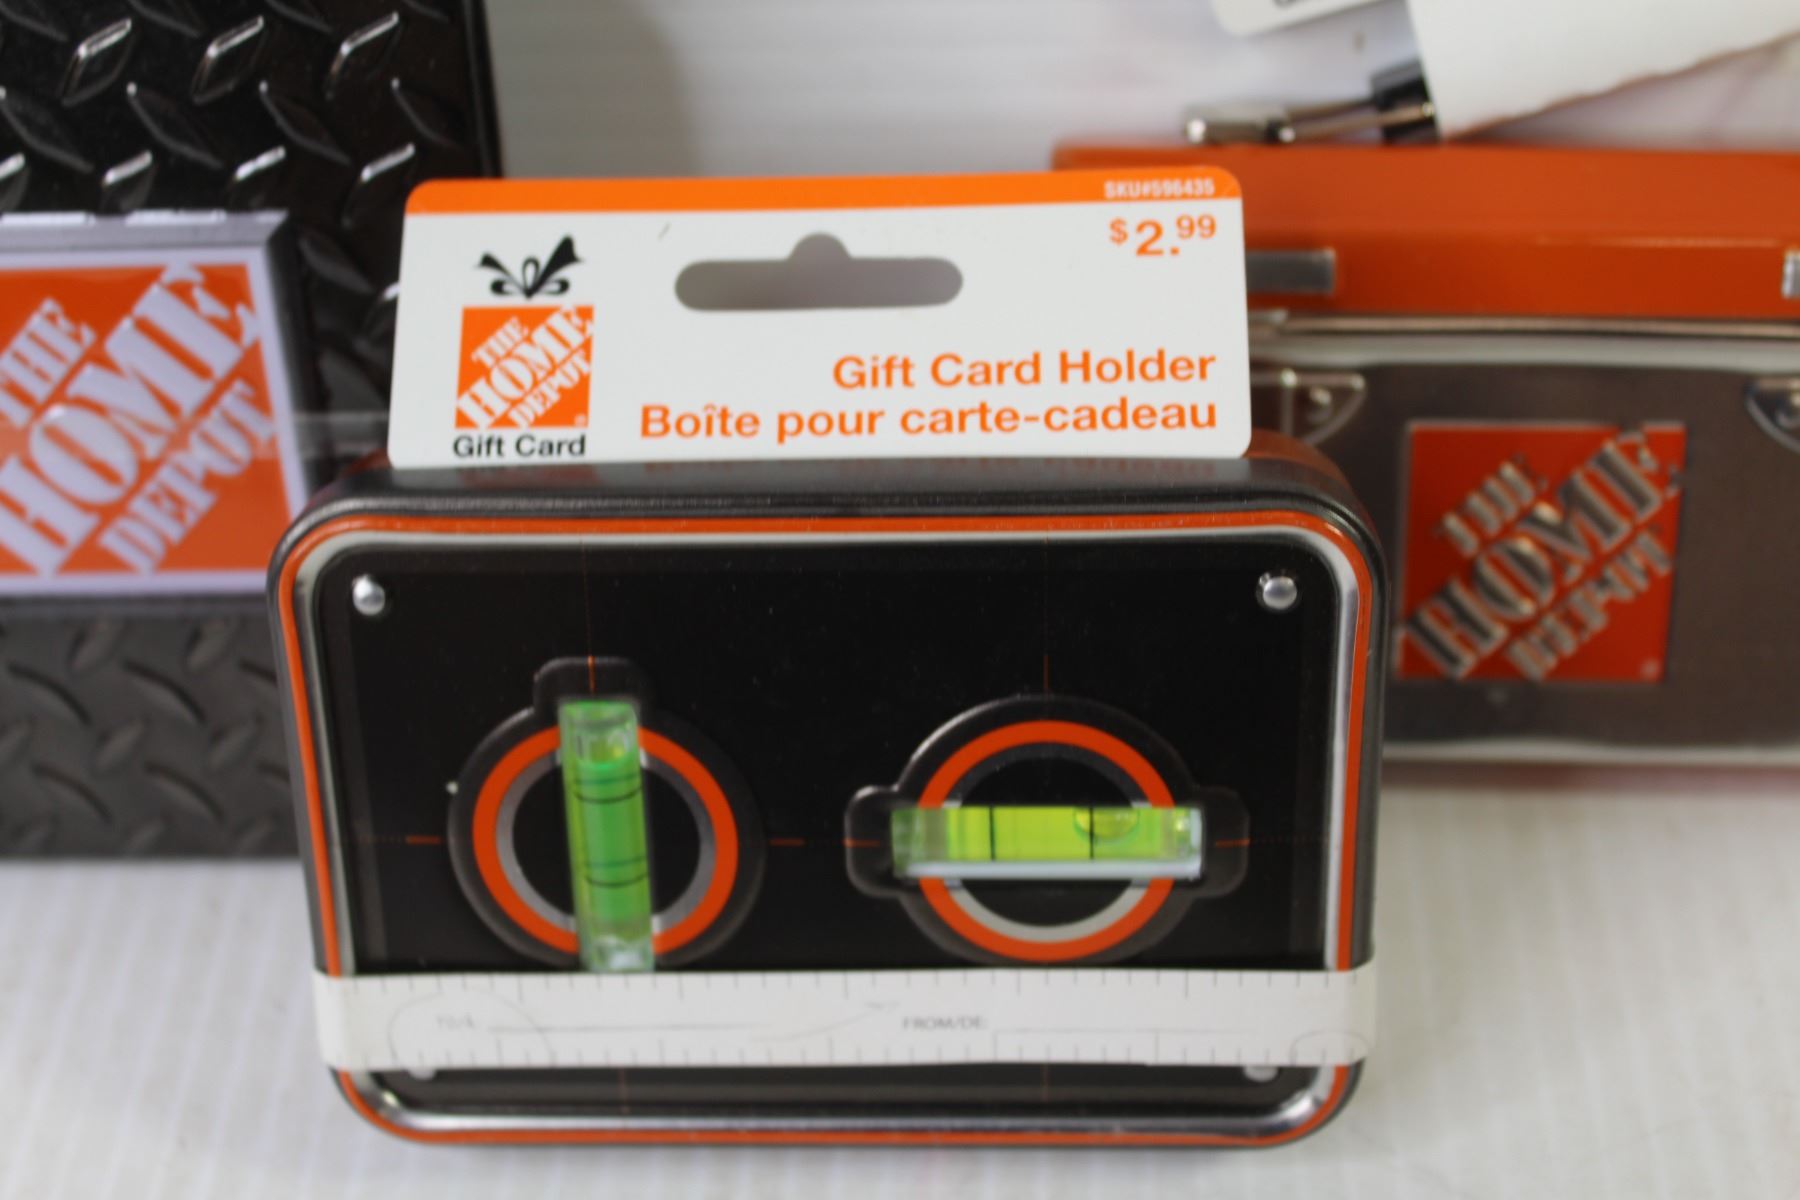 SKU#596435
$2.99
THE
HOME
DEPOT
Gift Card
Gift Card Holder
Boîte pour carte-cadeau
THE
HOME
DEPOT
THE
HOME
DEPOT
TO/À:
FROM/DE: